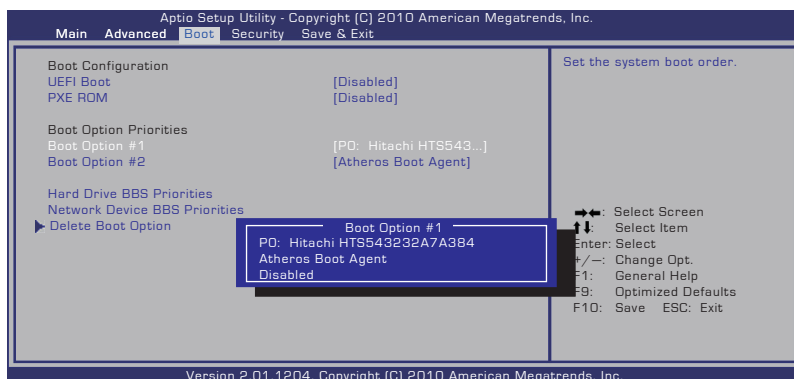 Aptio Setup Utility - Copyright (C) 2010 American Megatrends, Inc.
Main Advanced Boot Security Save & Exit
Boot Configuration
UEFI Boot [Disabled]
PXE ROM [Disabled]
Boot Option Priorities
Boot Option #1 [P0: Hitachi HTS543...]
Boot Option #2 [Atheros Boot Agent]
Hard Drive BBS Priorities
Network Device BBS Priorities
Delete Boot Option
Boot Option #1
P0: Hitachi HTS543232A7A384
Atheros Boot Agent
Disabled
Set the system boot order.
→←: Select Screen
↑↓: Select Item
Enter: Select
+/—: Change Opt.
F1: General Help
F9: Optimized Defaults
F10: Save ESC: Exit
Version 2.01.1204. Copyright (C) 2010 American Megatrends, Inc.